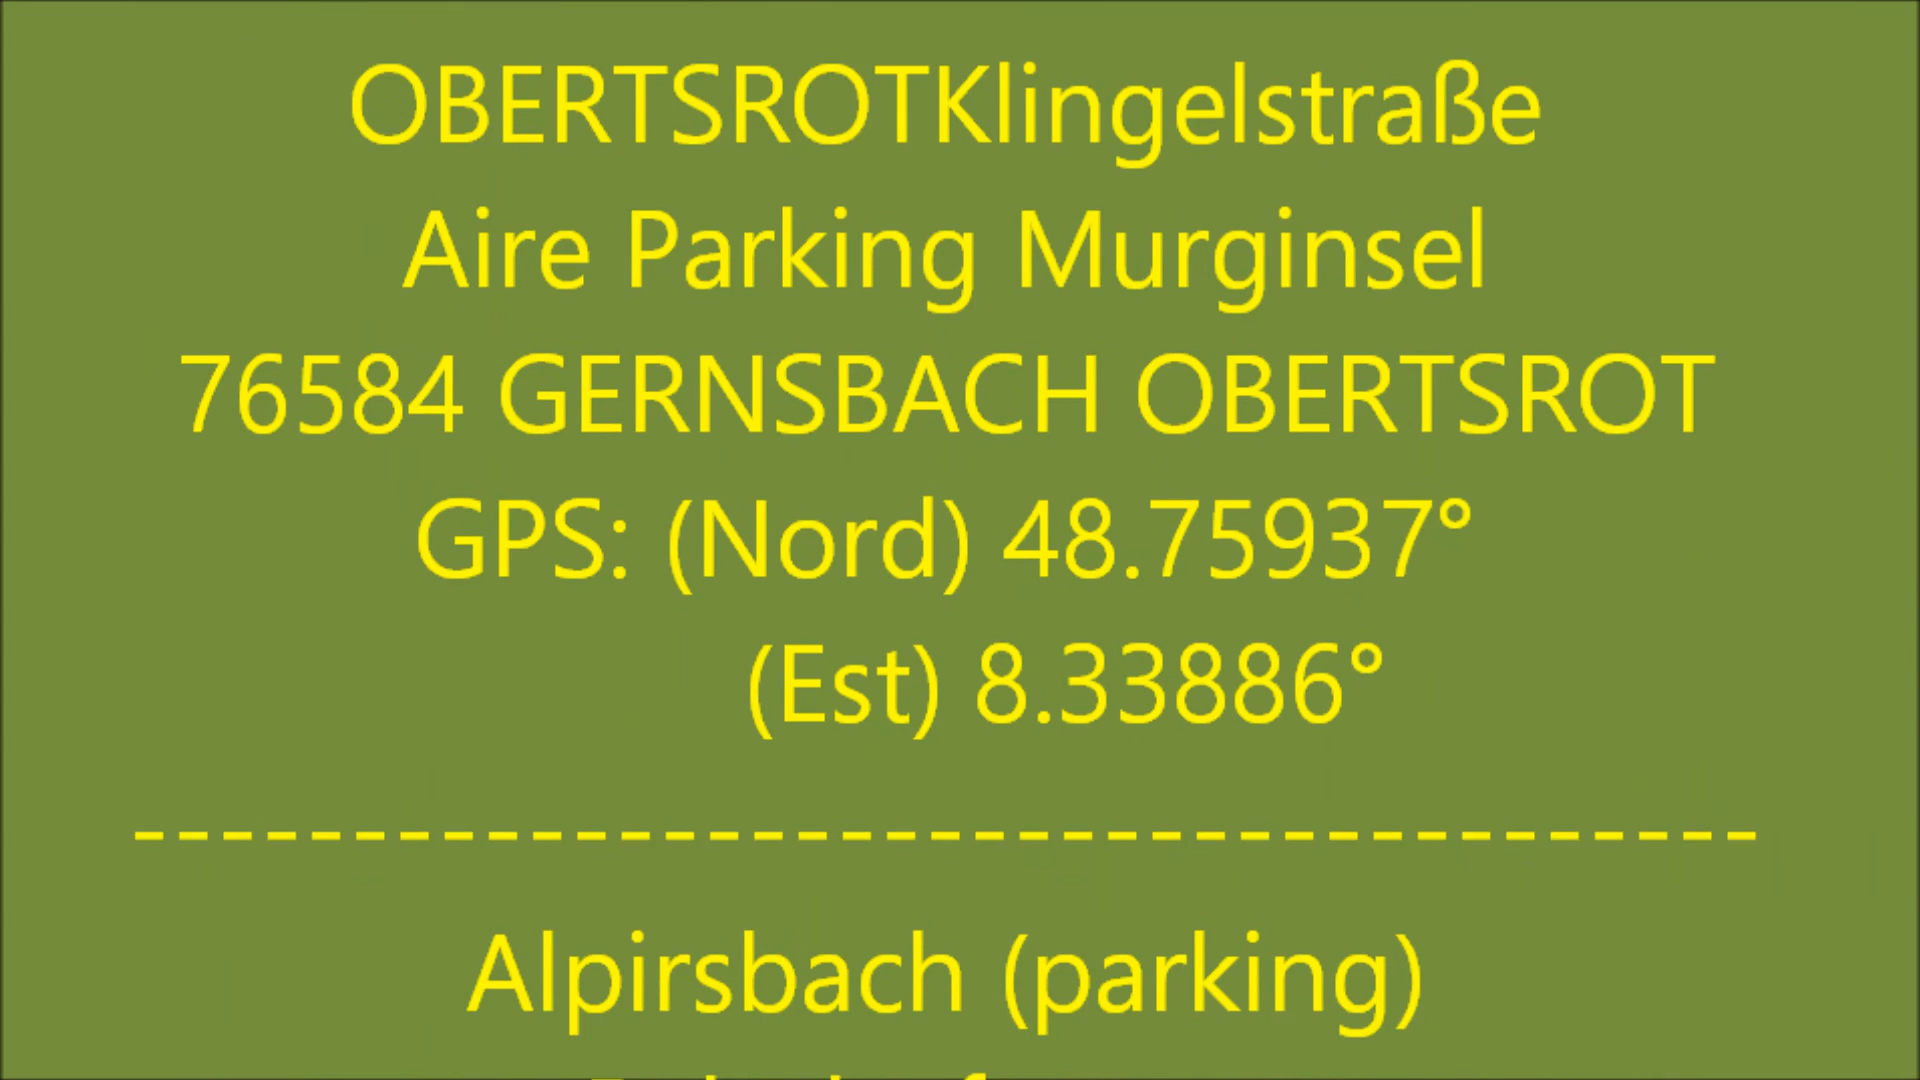 OBERTSROTKlingelstraße
Aire Parking Murginsel
76584 GERNSBACH OBERTSROT
GPS: (Nord) 48.75937°
(Est) 8.33886°
-------------------------------------
Alpirsbach (parking)